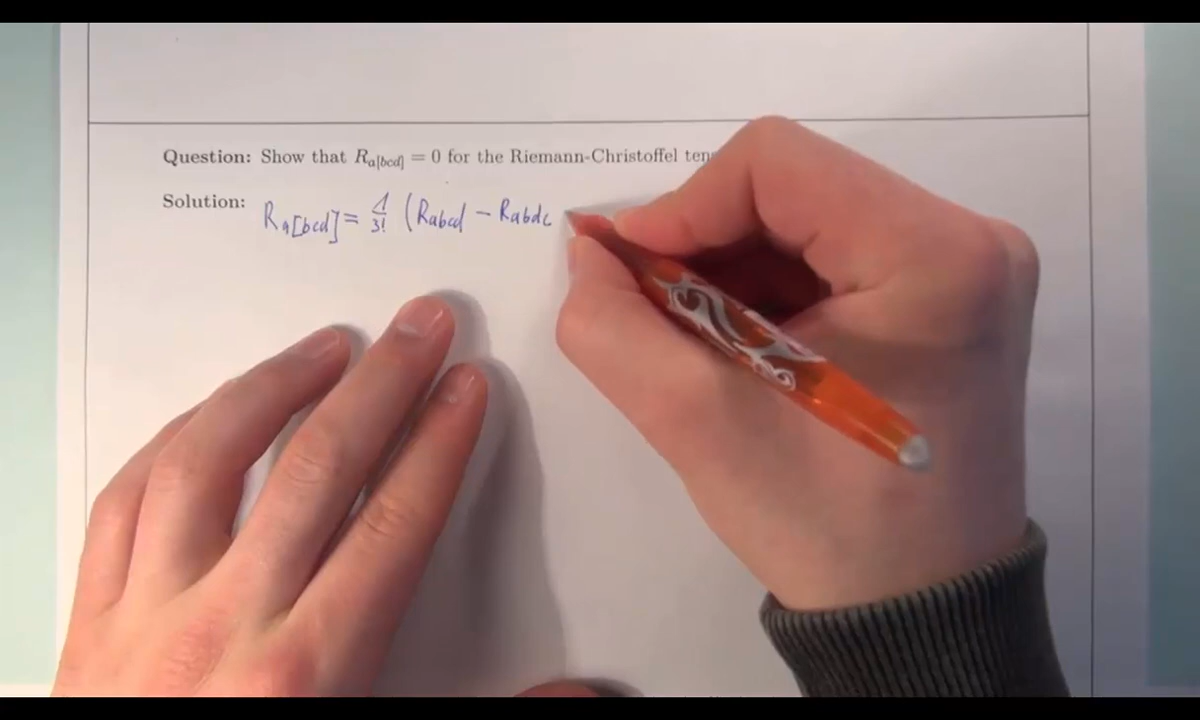 Question: Show that R_{a[bcd]} = 0 for the Riemann-Christoffel
Solution: R_{a[bcd]} = 1/3! (R_{abcd} - R_{abdc}